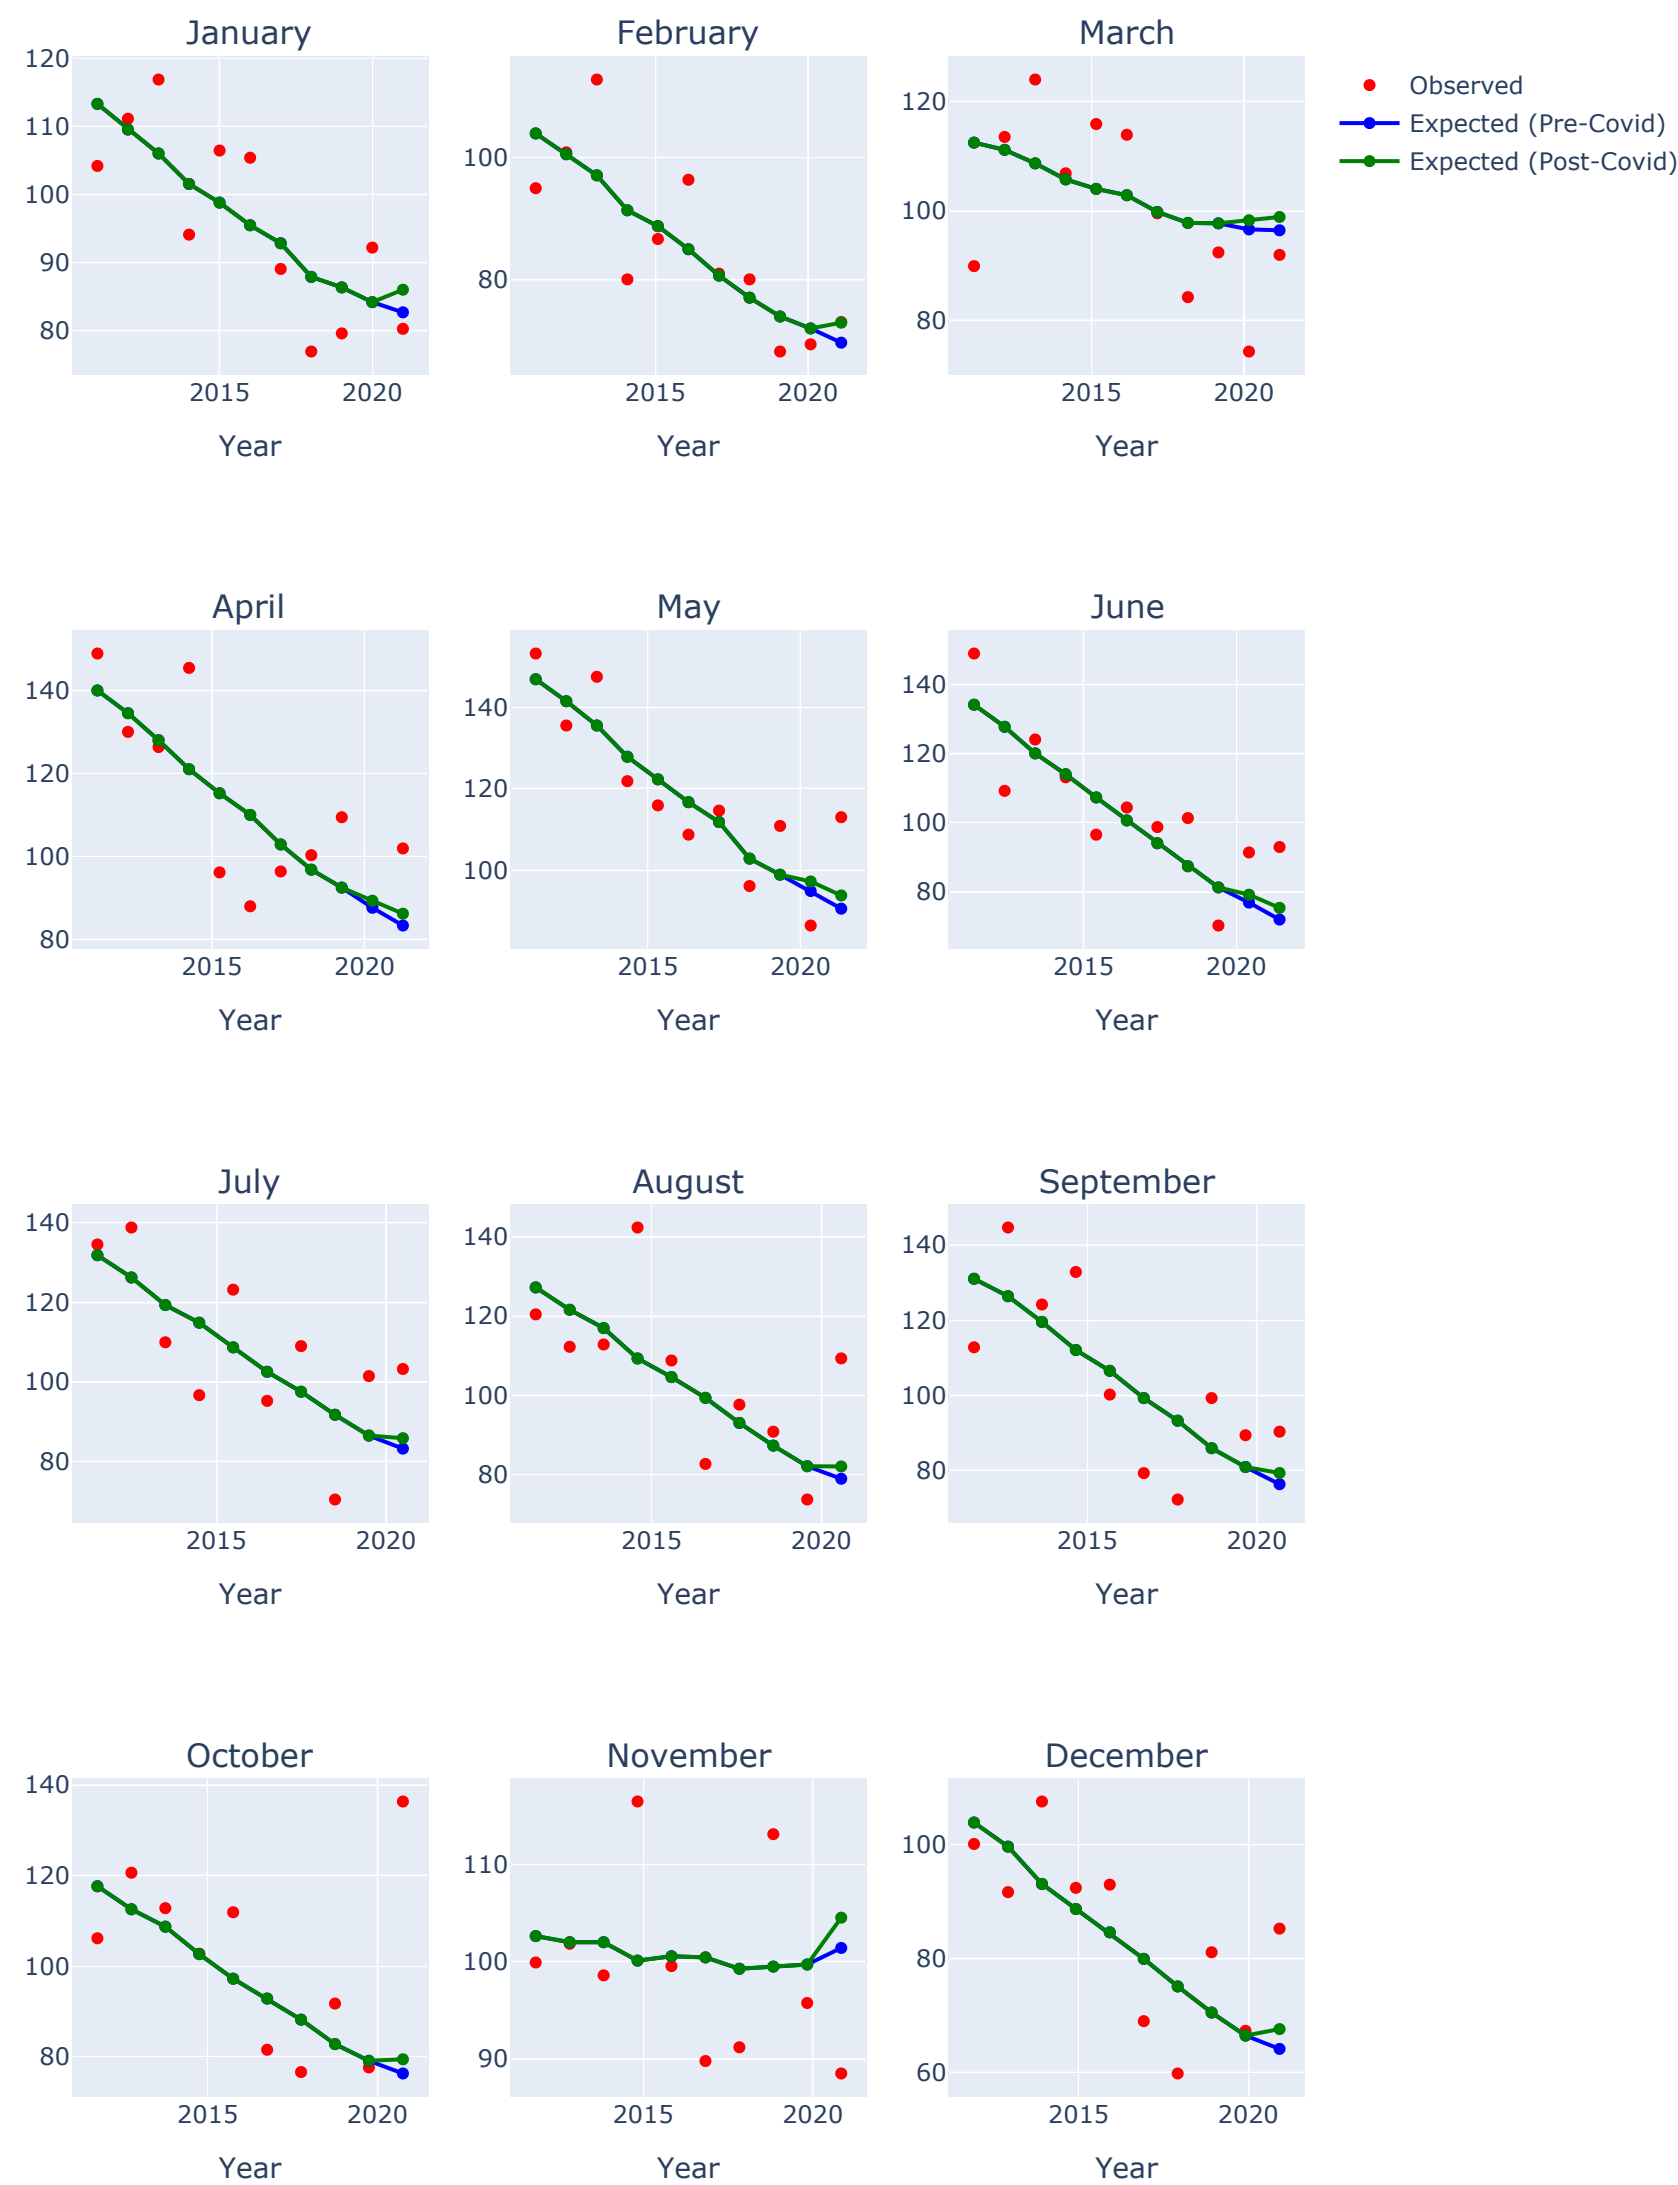 January
February
March
120
110
100
90
80
2015
2020
Year
100
80
2015
2020
Year
120
100
80
2015
2020
Year
Observed
Expected (Pre-Covid)
Expected (Post-Covid)
April
May
June
140
120
100
80
2015
2020
Year
140
120
100
2015
2020
Year
140
120
100
80
2015
2020
Year
July
August
September
140
120
100
80
2015
2020
Year
140
120
100
80
2015
2020
Year
140
120
100
80
2015
2020
Year
October
November
December
140
120
100
80
2015
2020
Year
110
100
90
2015
2020
Year
100
80
60
2015
2020
Year